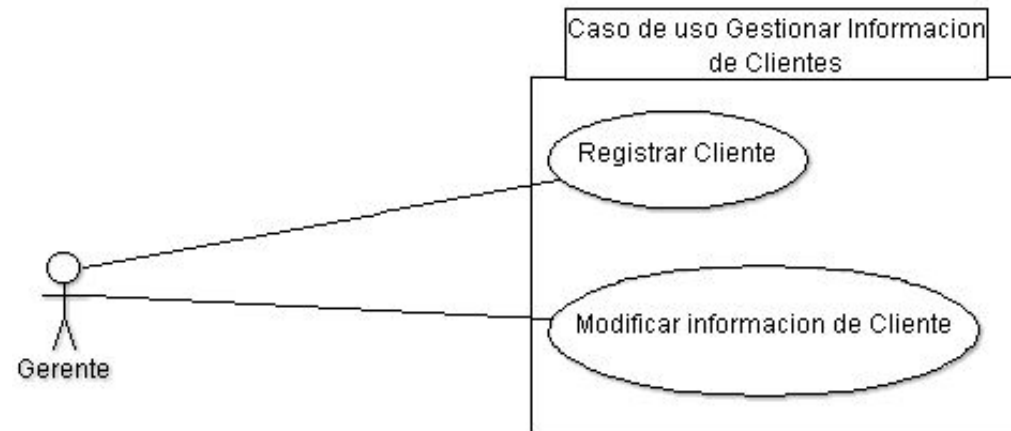 Caso de uso Gestionar Informacion
de Clientes
Registrar Cliente
Modificar informacion de Cliente
Gerente